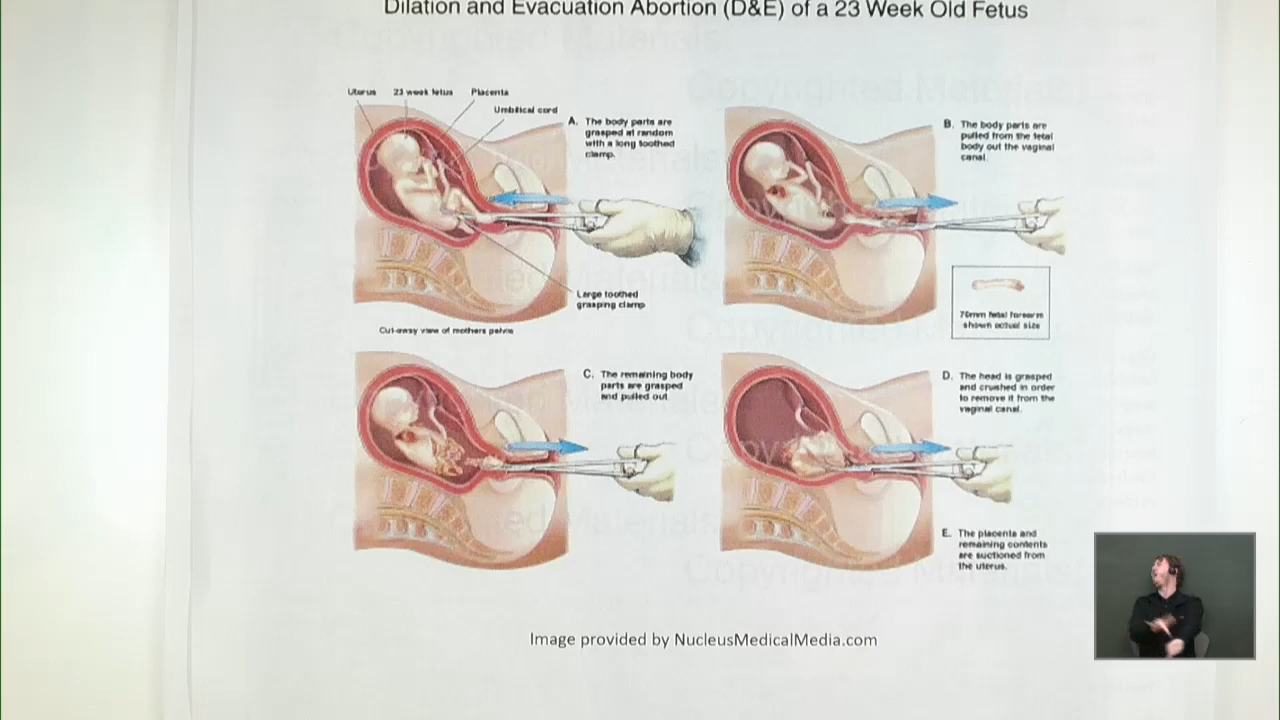 Dilation and Evacuation Abortion (D&E) of a 23 Week Old Fetus
Uterus 23 week fetus Placenta
Umbilical cord
A. The body parts are
grasped at random
with a long toothed
clamp.
Large toothed
grasping clamp
Cut-away view of mothers pelvis
B. The body parts are
pulled from the fetal
body out the vaginal
canal.
70mm fetal forearm
shown actual size
C. The remaining body
parts are grasped
and pulled out.
D. The head is grasped
and crushed in order
to remove it from the
vaginal canal.
E. The placenta and
remaining contents
are suctioned from
the uterus.
Image provided by NucleusMedicalMedia.com
Copyrighted Materials
Copyrighted Materials